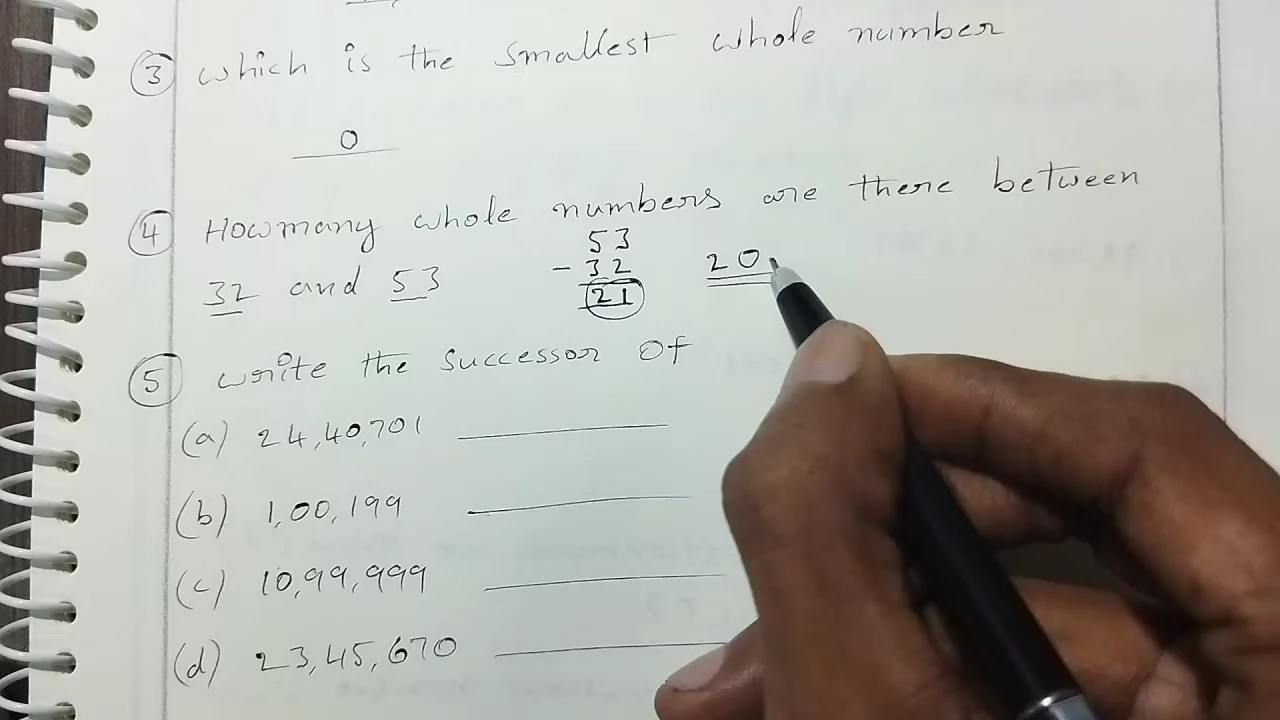 ③ which is the smallest whole number
0
④ Howmany whole numbers are there between
32 and 53
53
- 32
21
20
⑤ write the successor of
(a) 24,40,701
(b) 1,00,199
(c) 10,99,999
(d) 23,45,670